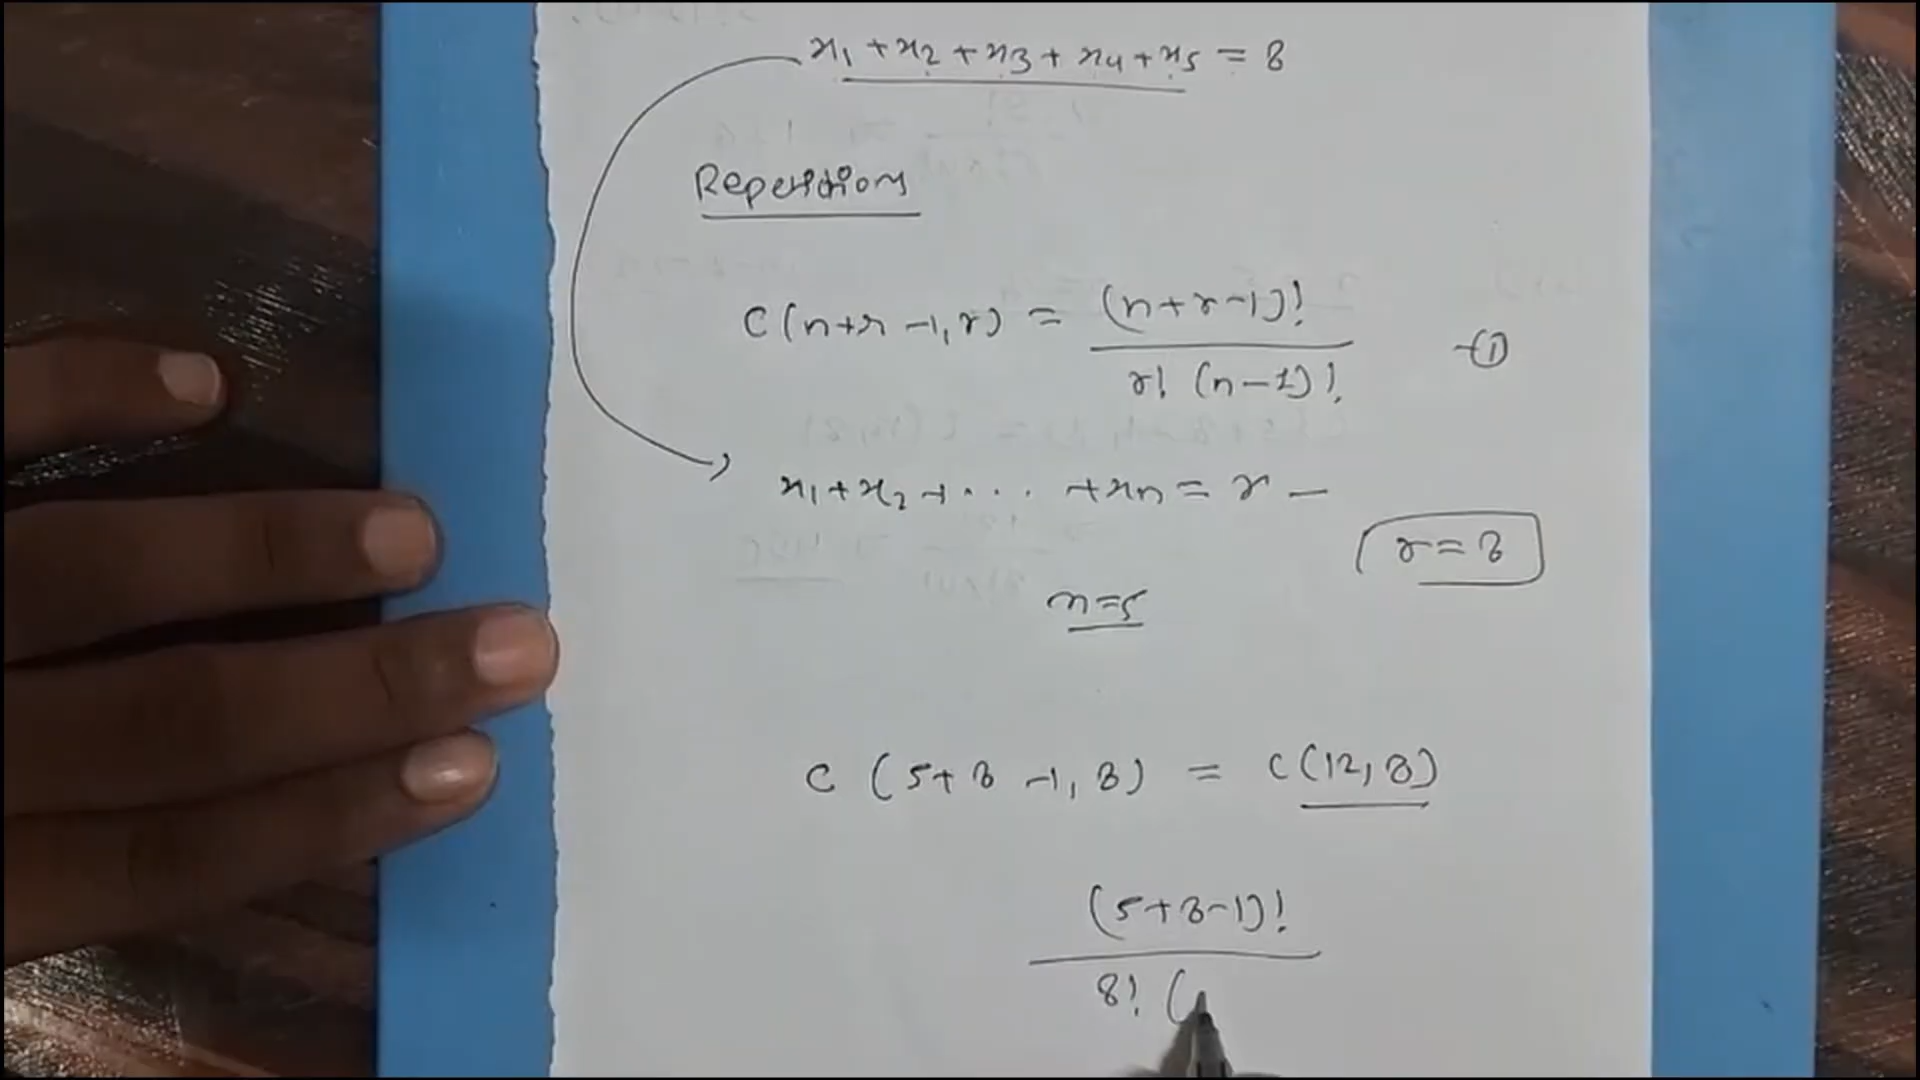 x₁ + x₂ + x₃ + x₄ + x₅ = 8
Repetitions
C(n+r-1, r) = (n+r-1)! / r! (n-1)! -①
x₁ + x₂ + ... + xₙ = r -
r = 8
n=5
C (5+8-1, 8) = C(12, 8)
(5+8-1)!
8! (